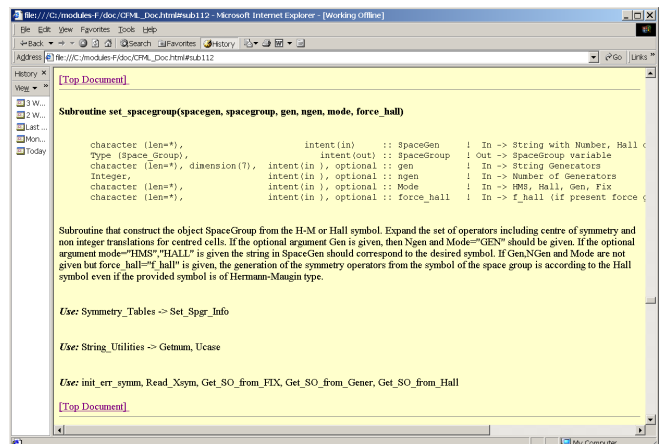 file:///C:/modules-F/doc/CFML_Doc.html#sub112 - Microsoft Internet Explorer - [Working Offline]
File Edit View Favorites Tools Help
Back Search Favorites History
Address file:///C:/modules-F/doc/CFML_Doc.html#sub112 Go Links »
History ×
View
3 W...
2 W...
Last ...
Mon...
Today
[Top Document]
Subroutine set_spacegroup(spacegen, spacegroup, gen, ngen, mode, force_hall)
character (len=*), intent(in) :: SpaceGen ! In -> String with Number, Hall
Type (Space_Group), intent(out) :: SpaceGroup ! Out -> SpaceGroup variable
character (len=*), dimension(7), intent(in ), optional :: gen ! In -> String Generators
Integer, intent(in ), optional :: ngen ! In -> Number of Generators
character (len=*), intent(in ), optional :: Mode ! In -> HMS, Hall, Gen, Fix
character (len=*), intent(in ), optional :: force_hall ! In -> f_hall (if present force
Subroutine that construct the object SpaceGroup from the H-M or Hall symbol. Expand the set of operators including centre of symmetry and
non integer translations for centred cells. If the optional argument Gen is given, then Ngen and Mode="GEN" should be given. If the optional
argument mode="HMS","HALL" is given the string in SpaceGen should correspond to the desired symbol. If Gen,NGen and Mode are not
given but force_hall="f_hall" is given, the generation of the symmetry operators from the symbol of the space group is according to the Hall
symbol even if the provided symbol is of Hermann-Maugin type.
Use: Symmetry_Tables -> Set_Spgr_Info
Use: String_Utilities -> Getnum, Ucase
Use: init_err_symm, Read_Xsym, Get_SO_from_FIX, Get_SO_from_Gener, Get_SO_from_Hall
[Top Document]
My Computer